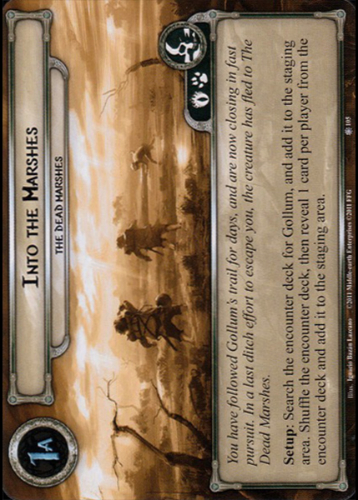 1A
INTO THE MARSHES
THE DEAD MARSHES
You have followed Gollum's trail for days, and are now closing in fast
pursuit. In a last ditch effort to escape you, the creature has fled to The
Dead Marshes.
Setup: Search the encounter deck for Gollum, and add it to the staging
area. Shuffle the encounter deck, then reveal 1 card per player from the
encounter deck and add it to the staging area.
Illus. Ignacio Bazán Lazcano ©2011 Middle-earth Enterprises ©2011 FFG 105